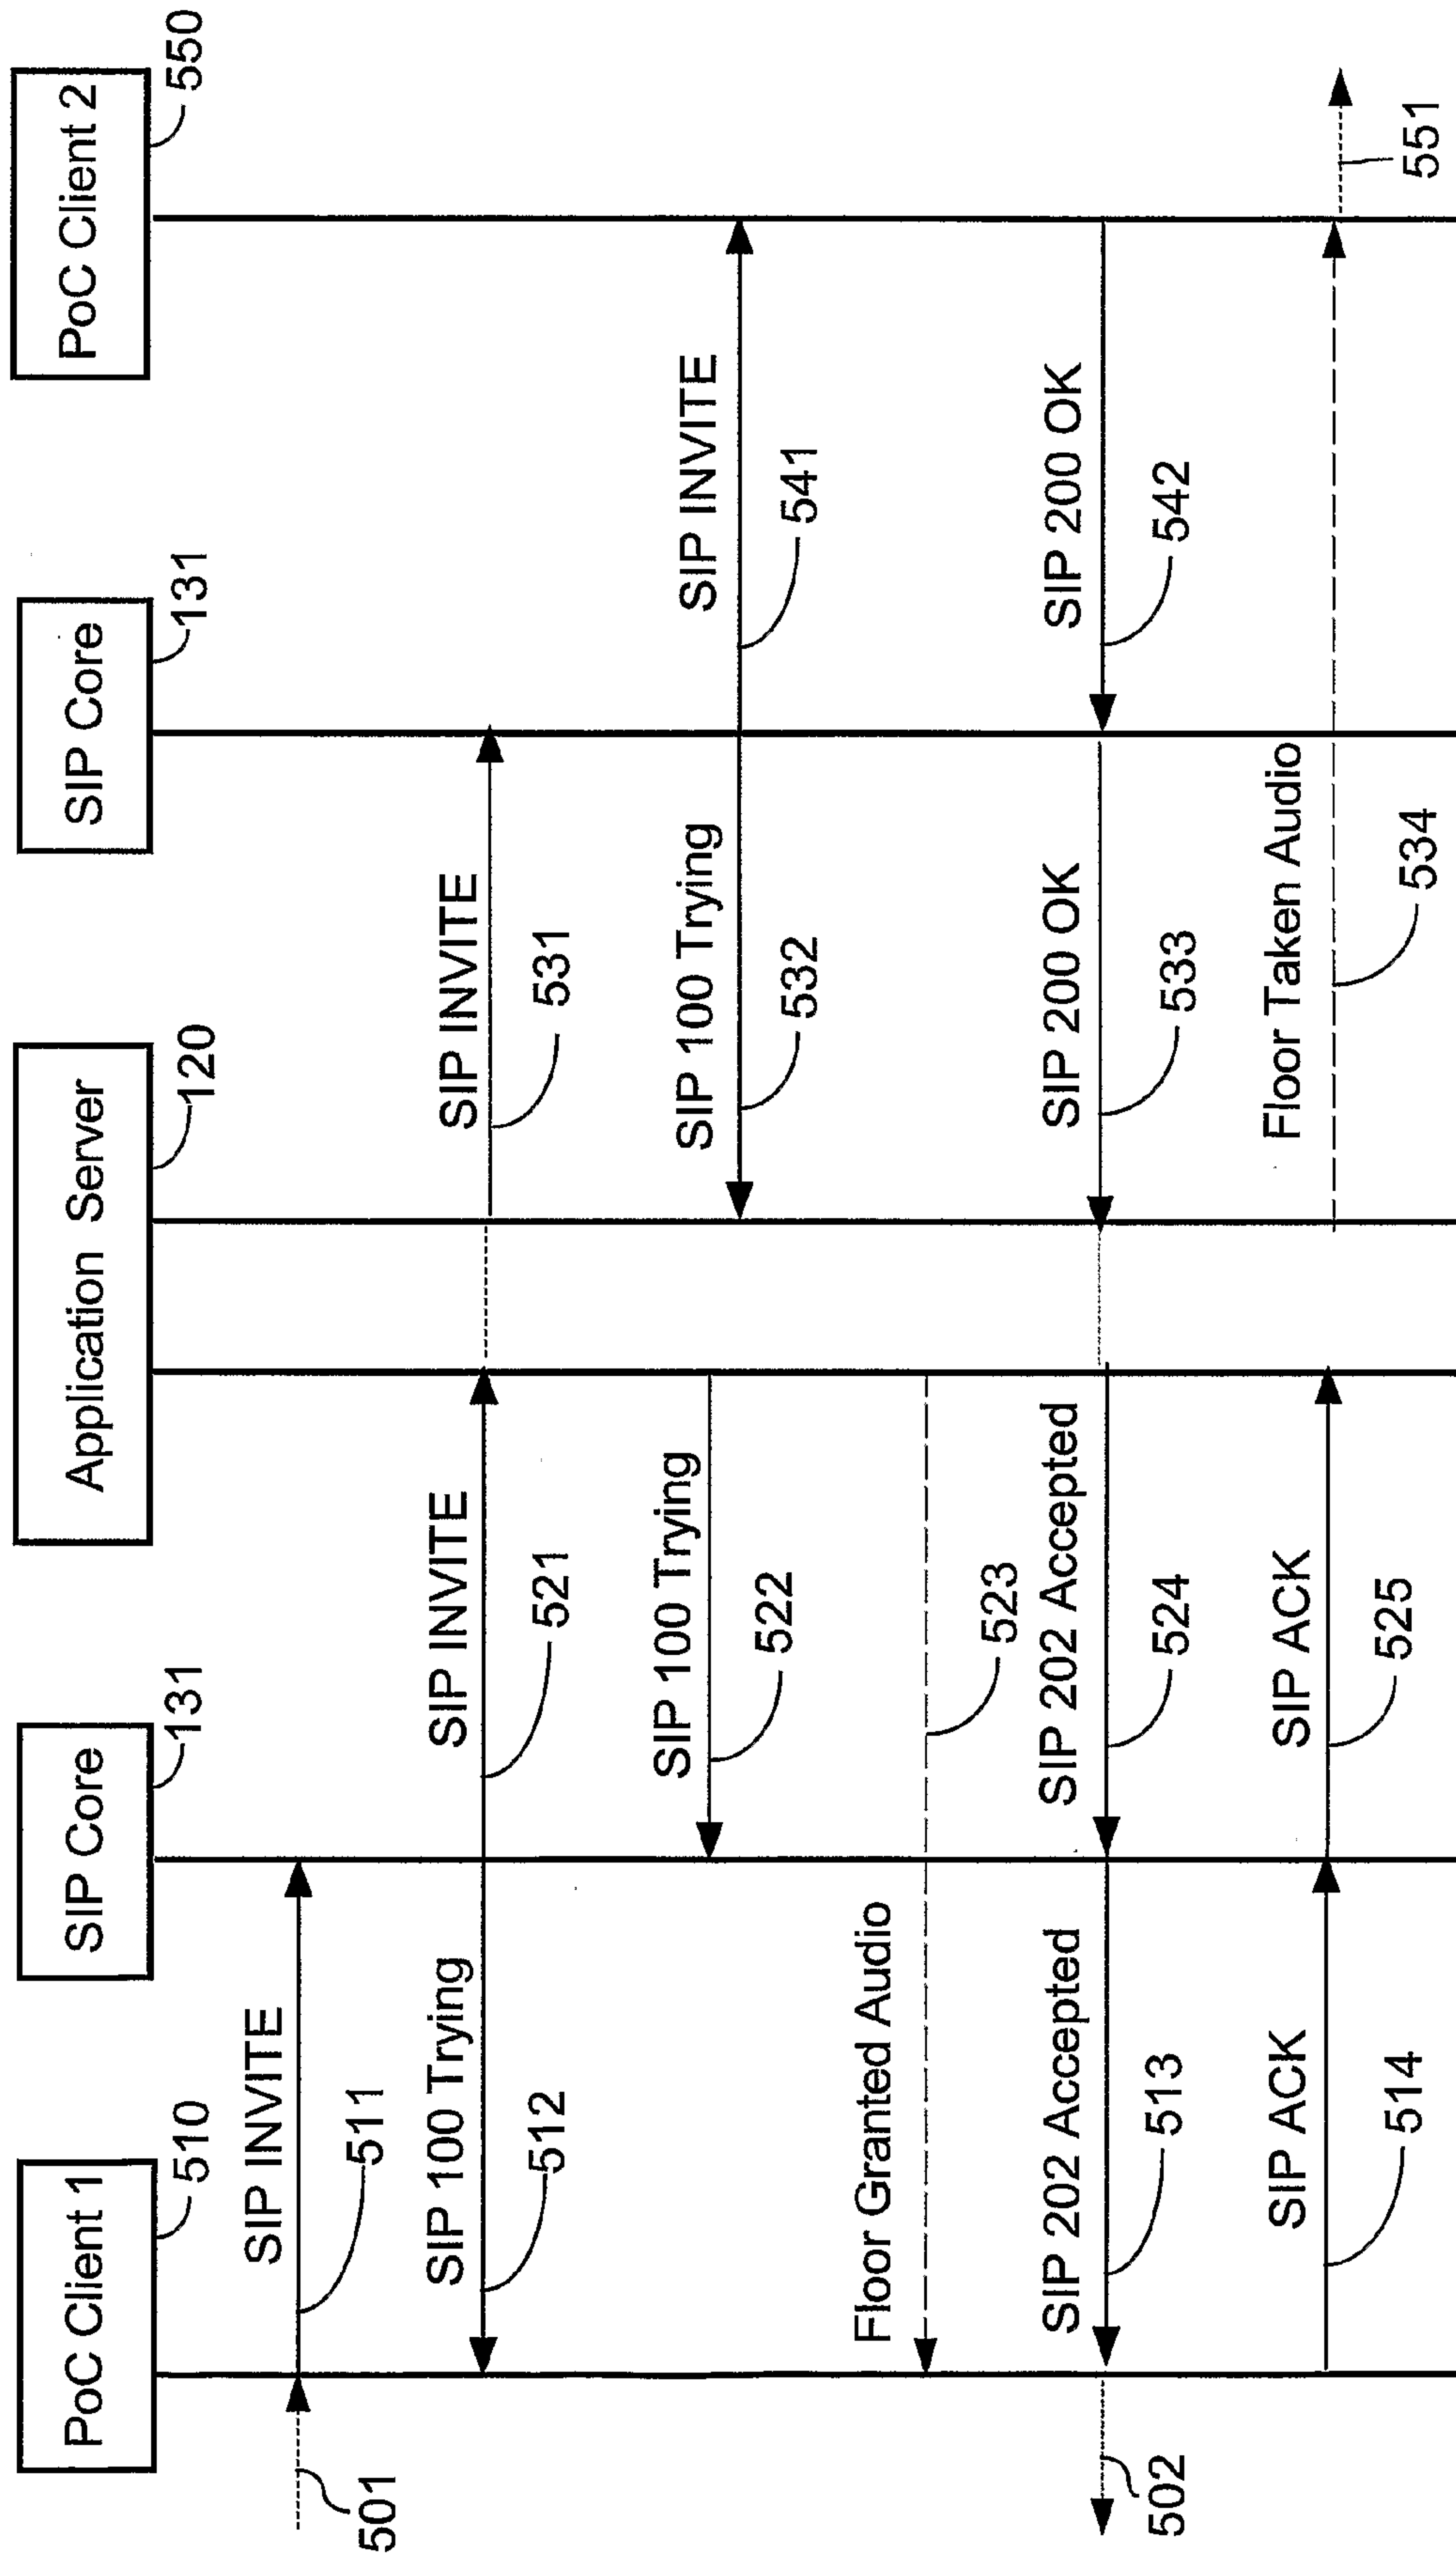 PoC Client 1
510
SIP Core
131
Application Server
120
SIP Core
131
PoC Client 2
550
501
SIP INVITE
511
SIP 100 Trying
512
SIP INVITE
521
SIP INVITE
531
SIP 100 Trying
522
SIP 100 Trying
532
SIP INVITE
541
Floor Granted Audio
523
502
SIP 202 Accepted
513
SIP 202 Accepted
524
SIP 200 OK
533
SIP 200 OK
542
SIP ACK
514
SIP ACK
525
Floor Taken Audio
534
551